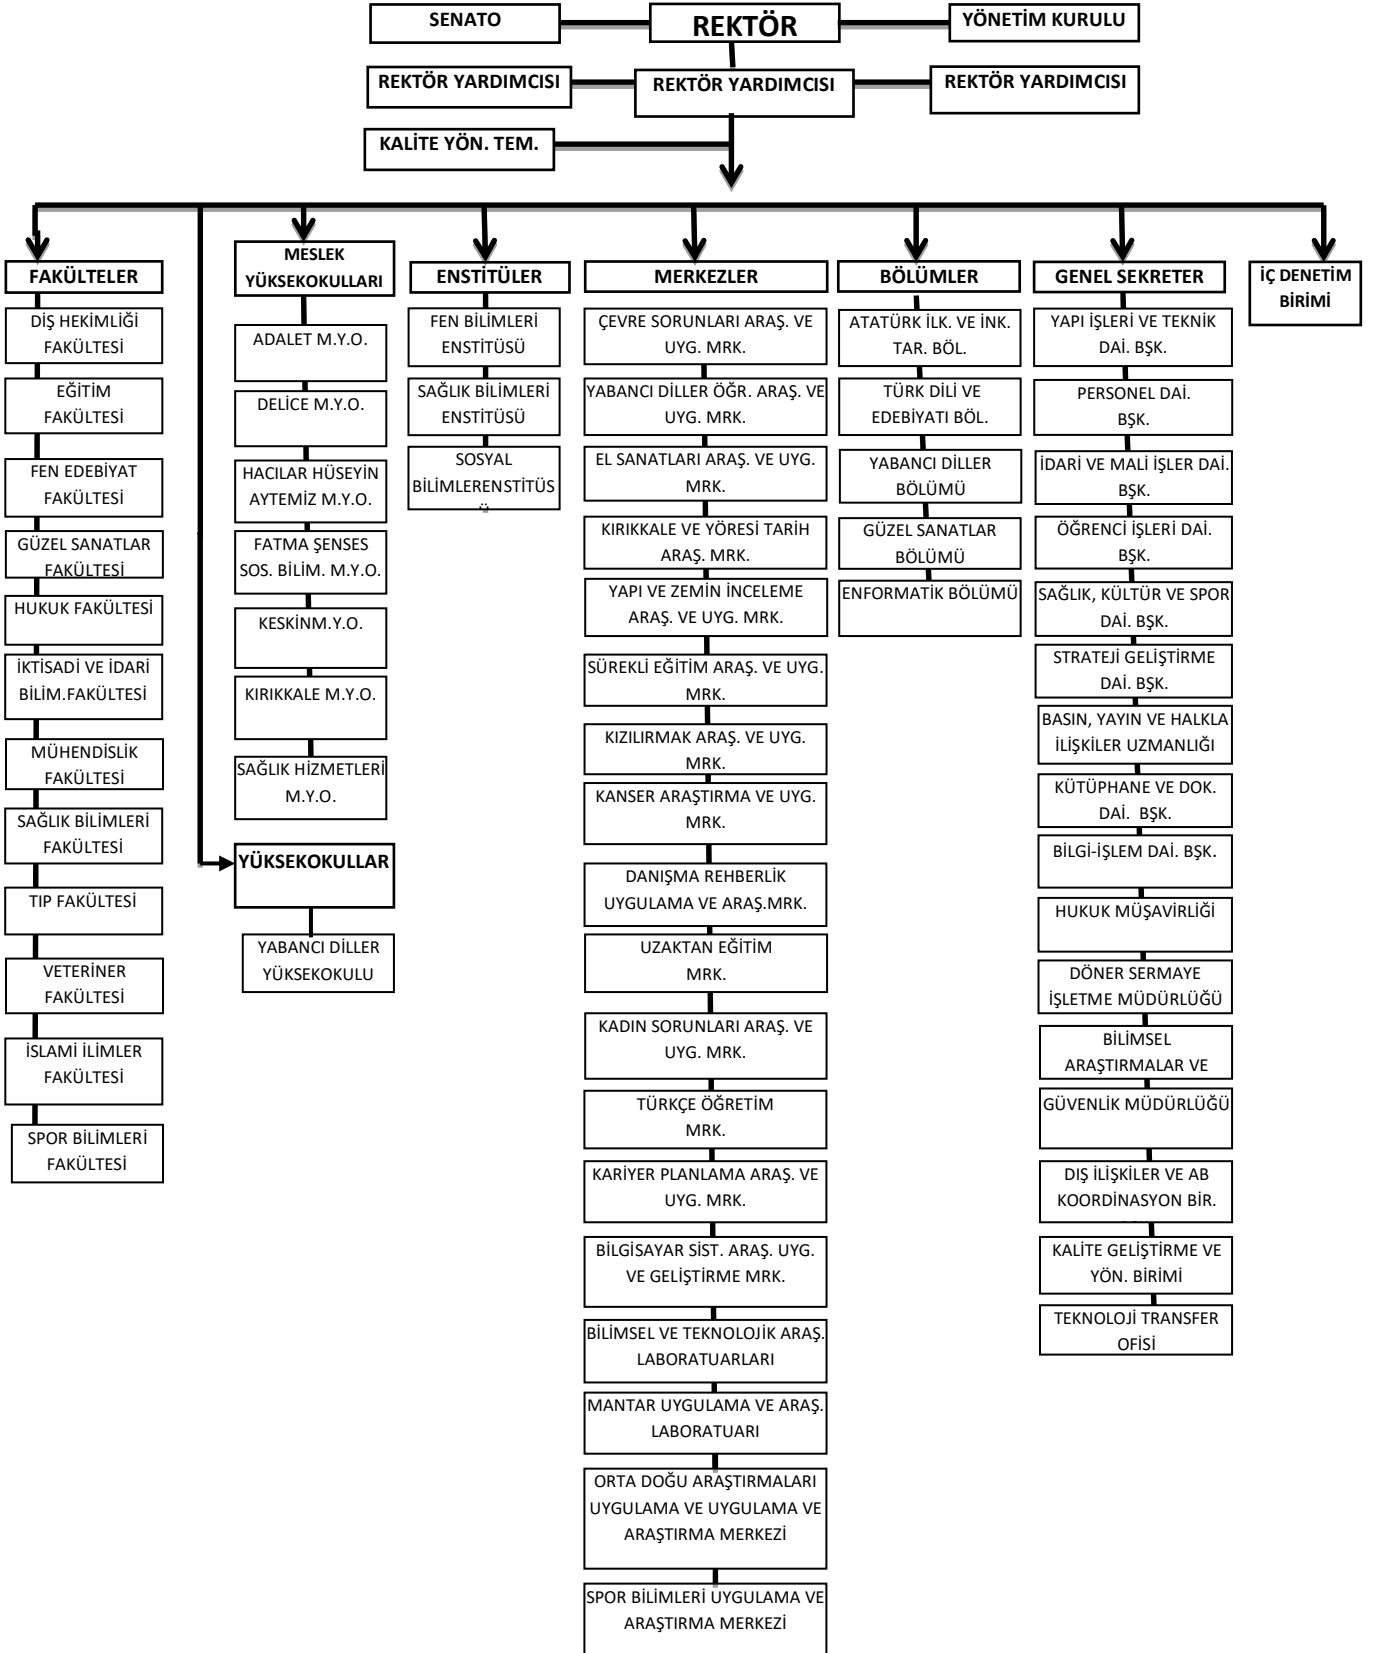 SENATO
REKTÖR
YÖNETİM KURULU
REKTÖR YARDIMCISI
REKTÖR YARDIMCISI
REKTÖR YARDIMCISI
KALİTE YÖN. TEM.
FAKÜLTELER
DİŞ HEKİMLİĞİ
FAKÜLTESİ
EĞİTİM
FAKÜLTESİ
FEN EDEBİYAT
FAKÜLTESİ
GÜZEL SANATLAR
FAKÜLTESİ
HUKUK FAKÜLTESİ
İKTİSADİ VE İDARİ
BİLİM.FAKÜLTESİ
MÜHENDİSLİK
FAKÜLTESİ
SAĞLIK BİLİMLERİ
FAKÜLTESİ
TIP FAKÜLTESİ
VETERİNER
FAKÜLTESİ
İSLAMİ İLİMLER
FAKÜLTESİ
SPOR BİLİMLERİ
FAKÜLTESİ
MESLEK
YÜKSEKOKULLARI
ADALET M.Y.O.
DELİCE M.Y.O.
HACILAR HÜSEYİN
AYTEMİZ M.Y.O.
FATMA ŞENSES
SOS. BİLİM. M.Y.O.
KESKİNM.Y.O.
KIRIKKALE M.Y.O.
SAĞLIK HİZMETLERİ
M.Y.O.
YÜKSEKOKULLAR
YABANCI DİLLER
YÜKSEKOKULU
ENSTİTÜLER
FEN BİLİMLERİ
ENSTİTÜSÜ
SAĞLIK BİLİMLERİ
ENSTİTÜSÜ
SOSYAL
BİLİMLERENSTİTÜS
Ü
MERKEZLER
ÇEVRE SORUNLARI ARAŞ. VE
UYG. MRK.
YABANCI DİLLER ÖĞR. ARAŞ. VE
UYG. MRK.
EL SANATLARI ARAŞ. VE UYG.
MRK.
KIRIKKALE VE YÖRESİ TARİH
ARAŞ. MRK.
YAPI VE ZEMİN İNCELEME
ARAŞ. VE UYG. MRK.
SÜREKLİ EĞİTİM ARAŞ. VE UYG.
MRK.
KIZILIRMAK ARAŞ. VE UYG.
MRK.
KANSER ARAŞTIRMA VE UYG.
MRK.
DANIŞMA REHBERLİK
UYGULAMA VE ARAŞ.MRK.
UZAKTAN EĞİTİM
MRK.
KADIN SORUNLARI ARAŞ. VE
UYG. MRK.
TÜRKÇE ÖĞRETİM
MRK.
KARİYER PLANLAMA ARAŞ. VE
UYG. MRK.
BİLGİSAYAR SİST. ARAŞ. UYG.
VE GELİŞTİRME MRK.
BİLİMSEL VE TEKNOLOJİK ARAŞ.
LABORATUARLARI
MANTAR UYGULAMA VE ARAŞ.
LABORATUARI
ORTA DOĞU ARAŞTIRMALARI
UYGULAMA VE UYGULAMA VE
ARAŞTIRMA MERKEZİ
SPOR BİLİMLERİ UYGULAMA VE
ARAŞTIRMA MERKEZİ
BÖLÜMLER
ATATÜRK İLK. VE İNK.
TAR. BÖL.
TÜRK DİLİ VE
EDEBİYATI BÖL.
YABANCI DİLLER
BÖLÜMÜ
GÜZEL SANATLAR
BÖLÜMÜ
ENFORMATİK BÖLÜMÜ
GENEL SEKRETER
YAPI İŞLERİ VE TEKNİK
DAİ. BŞK.
PERSONEL DAİ.
BŞK.
İDARİ VE MALİ İŞLER DAİ.
BŞK.
ÖĞRENCİ İŞLERİ DAİ.
BŞK.
SAĞLIK, KÜLTÜR VE SPOR
DAİ. BŞK.
STRATEJİ GELİŞTİRME
DAİ. BŞK.
BASIN, YAYIN VE HALKLA
İLİŞKİLER UZMANLIĞI
KÜTÜPHANE VE DOK.
DAİ. BŞK.
BİLGİ-İŞLEM DAİ. BŞK.
HUKUK MÜŞAVİRLİĞİ
DÖNER SERMAYE
İŞLETME MÜDÜRLÜĞÜ
BİLİMSEL
ARAŞTIRMALAR VE
GÜVENLİK MÜDÜRLÜĞÜ
DIŞ İLİŞKİLER VE AB
KOORDİNASYON BİR.
KALİTE GELİŞTİRME VE
YÖN. BİRİMİ
TEKNOLOJİ TRANSFER
OFİSİ
İÇ DENETİM
BİRİMİ